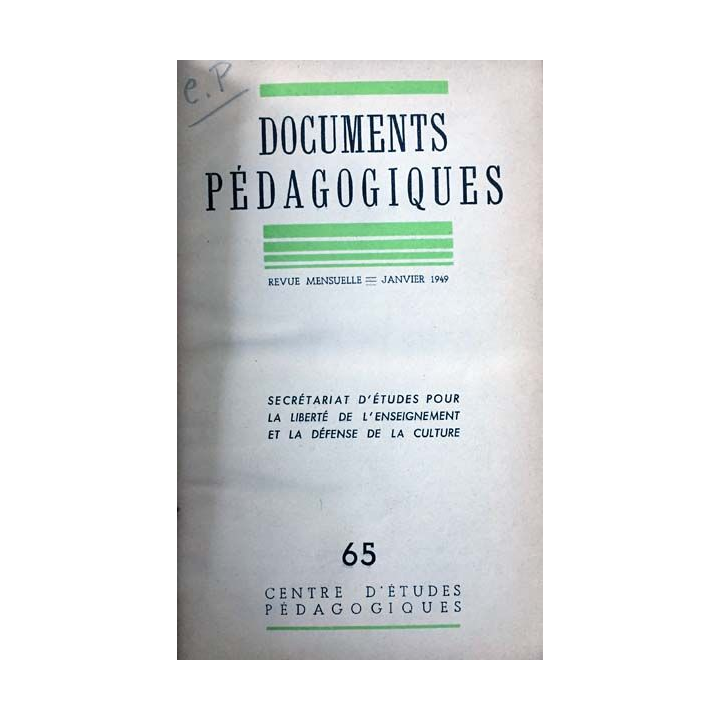 e.P
DOCUMENTS
PÉDAGOGIQUES
REVUE MENSUELLE = JANVIER 1949
SECRÉTARIAT D'ÉTUDES POUR
LA LIBERTÉ DE L'ENSEIGNEMENT
ET LA DÉFENSE DE LA CULTURE
65
CENTRE D'ÉTUDES
PÉDAGOGIQUES